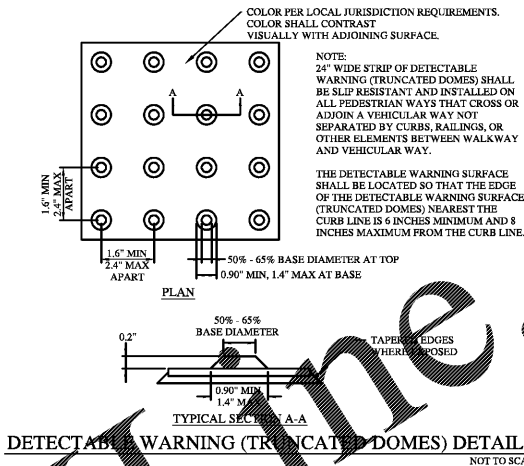 COLOR PER LOCAL JURISDICTION REQUIREMENTS.
COLOR SHALL CONTRAST
VISUALLY WITH ADJOINING SURFACE.
NOTE:
24" WIDE STRIP OF DETECTABLE
WARNING (TRUNCATED DOMES) SHALL
BE SLIP RESISTANT AND INSTALLED ON
ALL PEDESTRIAN WAYS THAT CROSS OR
ADJOIN A VEHICULAR WAY NOT
SEPARATED BY CURBS, RAILINGS, OR
OTHER ELEMENTS BETWEEN WALKWAY
AND VEHICULAR WAY.
THE DETECTABLE WARNING SURFACE
SHALL BE LOCATED SO THAT THE EDGE
OF THE DETECTABLE WARNING SURFACE
(TRUNCATED DOMES) NEAREST THE
CURB LINE IS 6 INCHES MINIMUM AND 8
INCHES MAXIMUM FROM THE CURB LINE.
A A
1.6" MIN
2.4" MAX
APART
1.6" MIN
2.4" MAX
APART
50% - 65% BASE DIAMETER AT TOP
0.90" MIN, 1.4" MAX AT BASE
PLAN
50% - 65%
BASE DIAMETER
0.2"
TAPERED EDGES
WHERE EXPOSED
0.90" MIN
1.4" MAX
TYPICAL SECTION A-A
DETECTABLE WARNING (TRUNCATED DOMES) DETAIL
NOT TO SCA